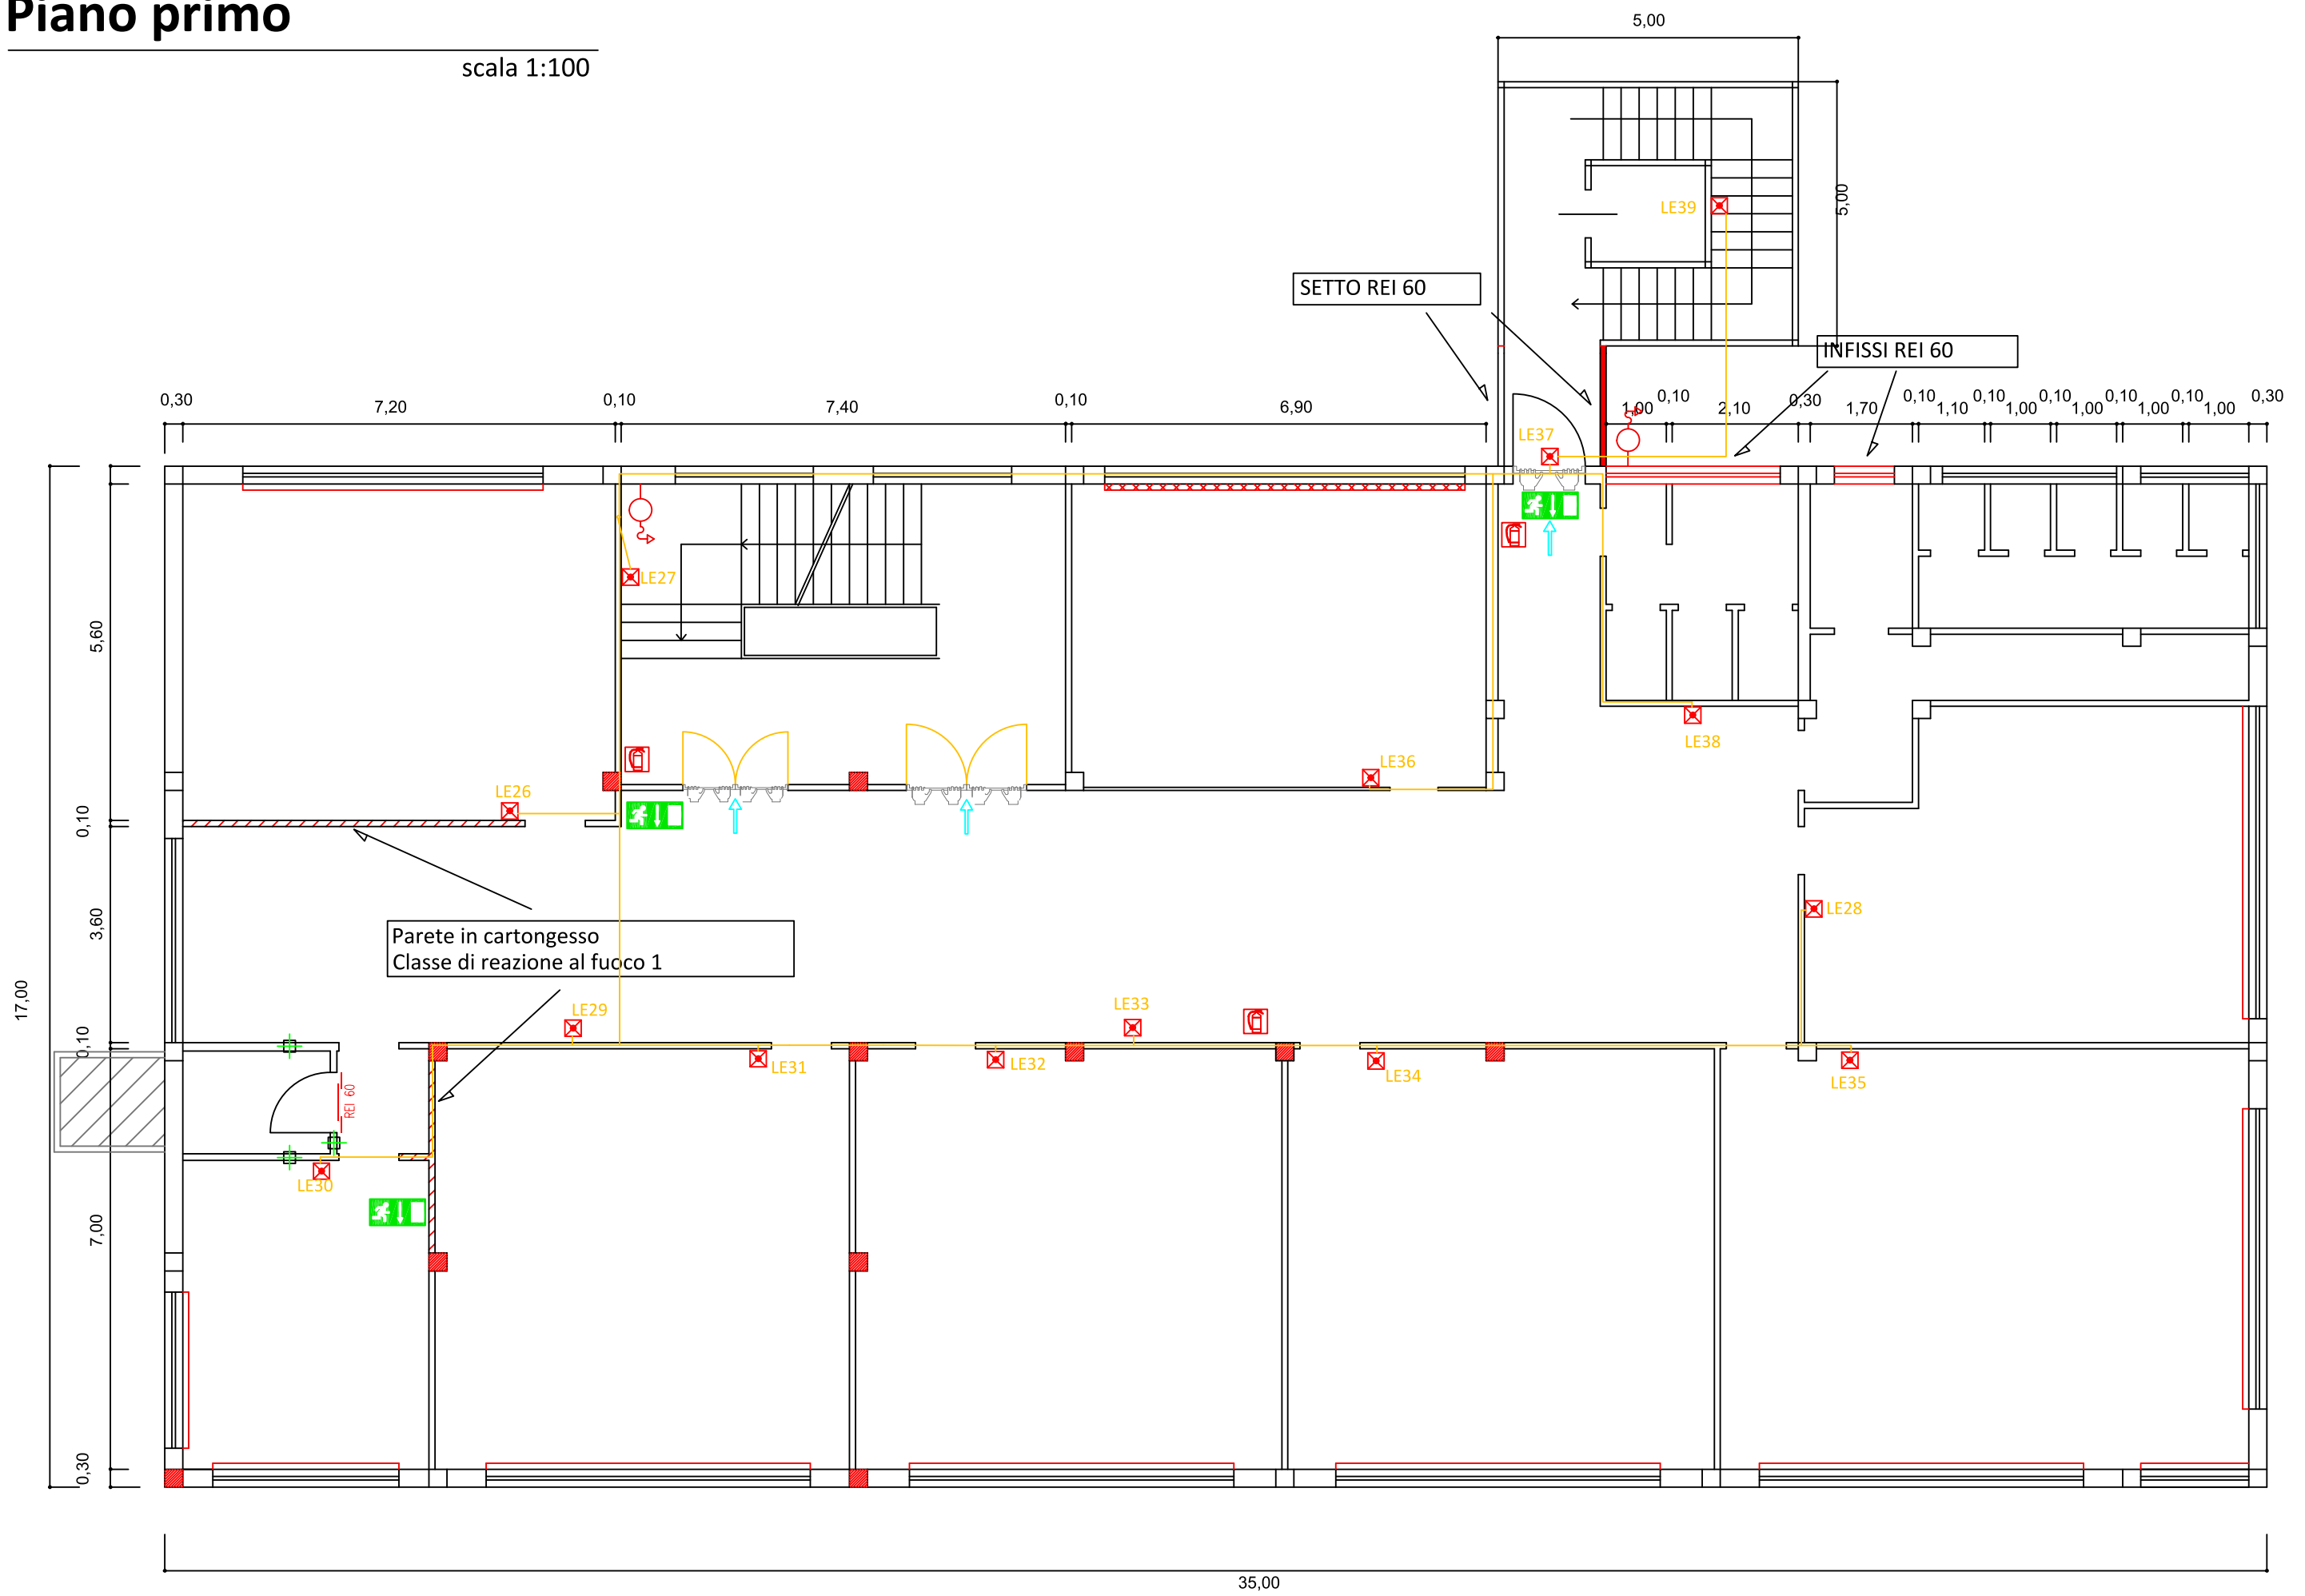 Piano primo
scala 1:100
5,00
5,00
LE39
SETTO REI 60
INFISSI REI 60
0,30
7,20
0,10
7,40
0,10
6,90
1,00
0,10
2,10
0,30
1,70
0,10
1,10
0,10
1,00
0,10
1,00
0,10
1,00
0,10
1,00
0,30
LE37
LE27
LE38
LE36
LE26
5,60
0,10
3,60
0,10
7,00
0,30
17,00
LE28
Parete in cartongesso
Classe di reazione al fuoco 1
LE29
LE33
LE31
LE32
LE34
LE35
REI 60
LE30
35,00